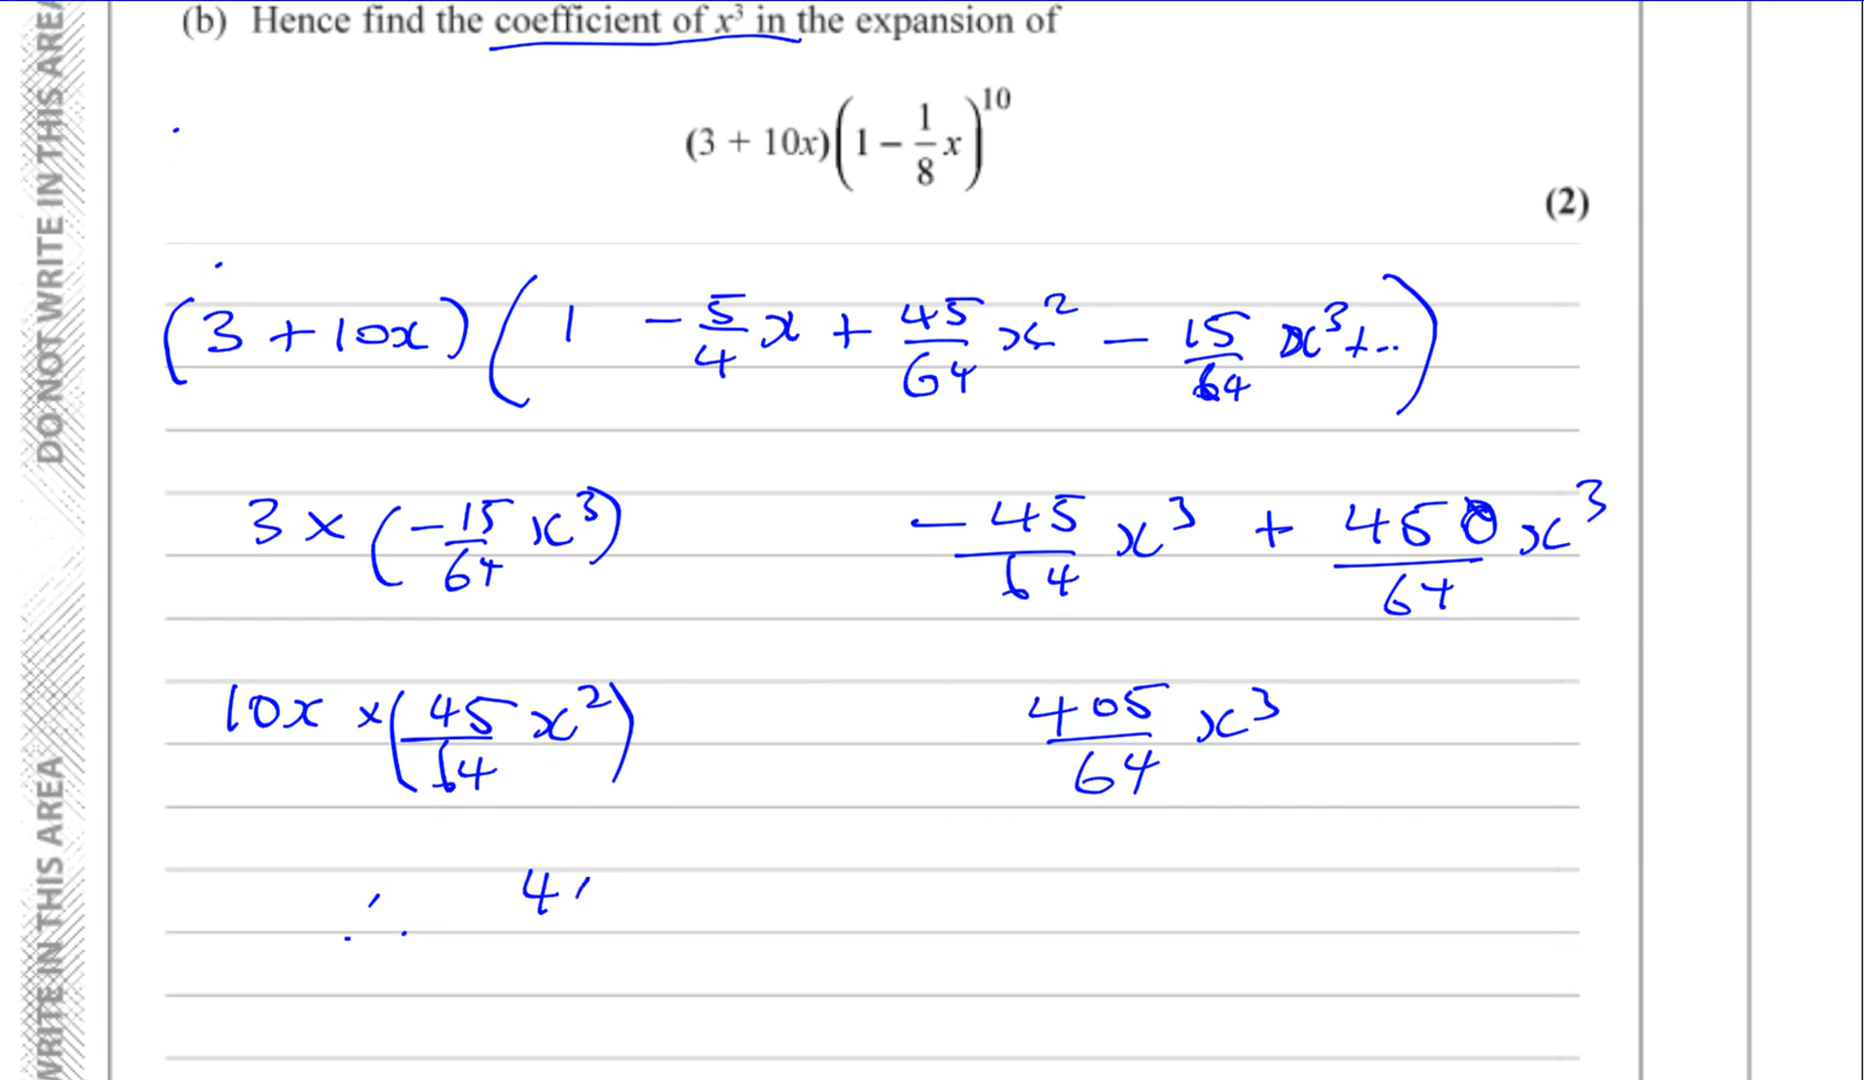 (b) Hence find the coefficient of x³ in the expansion of
(3 + 10x)(1 − 1/8 x)^10
(2)
(3 + 10x)(1 − 5/4 x + 45/64 x² − 15/64 x³ + ..)
3 × (−15/64 x³)
−45/64 x³ + 450/64 x³
10x × (45/64 x²)
405/64 x³
∴ 4
DO NOT WRITE IN THIS AREA
WRITE IN THIS AREA